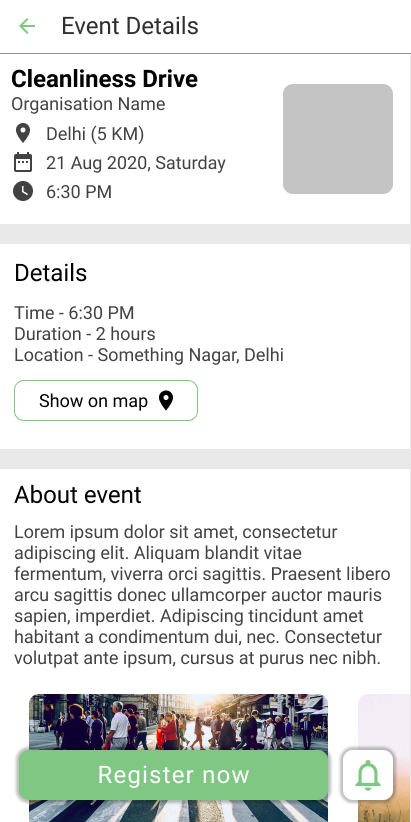 Event Details
Cleanliness Drive
Organisation Name
Delhi (5 KM)
21 Aug 2020, Saturday
6:30 PM
Details
Time - 6:30 PM
Duration - 2 hours
Location - Something Nagar, Delhi
Show on map
About event
Lorem ipsum dolor sit amet, consectetur
adipiscing elit. Aliquam blandit vitae
fermentum, viverra orci sagittis. Praesent libero
arcu sagittis donec ullamcorper auctor mauris
sapien, imperdiet. Adipiscing tincidunt amet
habitant a condimentum dui, nec. Consectetur
volutpat ante ipsum, cursus at purus nec nibh.
Register now